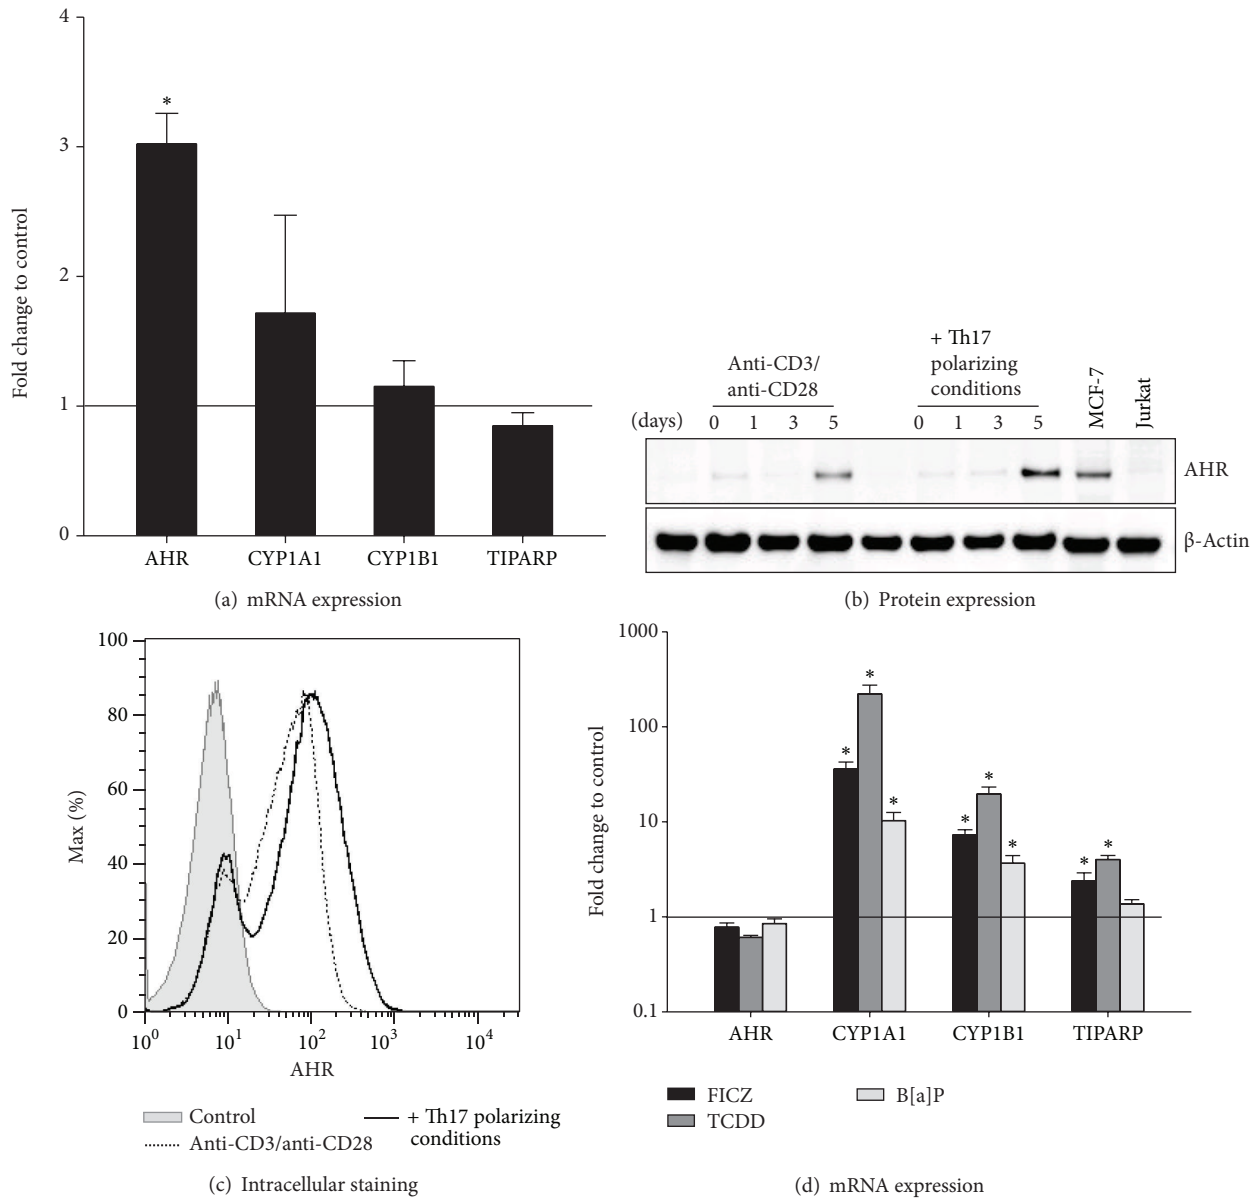 4
3
2
1
0
Fold change to control
*
AHR CYP1A1 CYP1B1 TIPARP
(a) mRNA expression
Anti-CD3/
anti-CD28
+ Th17
polarizing
conditions
MCF-7
Jurkat
(days) 0 1 3 5 0 1 3 5
AHR
β-Actin
(b) Protein expression
100
80
60
40
20
0
Max (%)
10^0 10^1 10^2 10^3 10^4
AHR
Control
Anti-CD3/anti-CD28
+ Th17 polarizing
conditions
(c) Intracellular staining
1000
100
10
1
0.1
Fold change to control
* * *
* * *
* *
AHR CYP1A1 CYP1B1 TIPARP
FICZ
TCDD
B[a]P
(d) mRNA expression